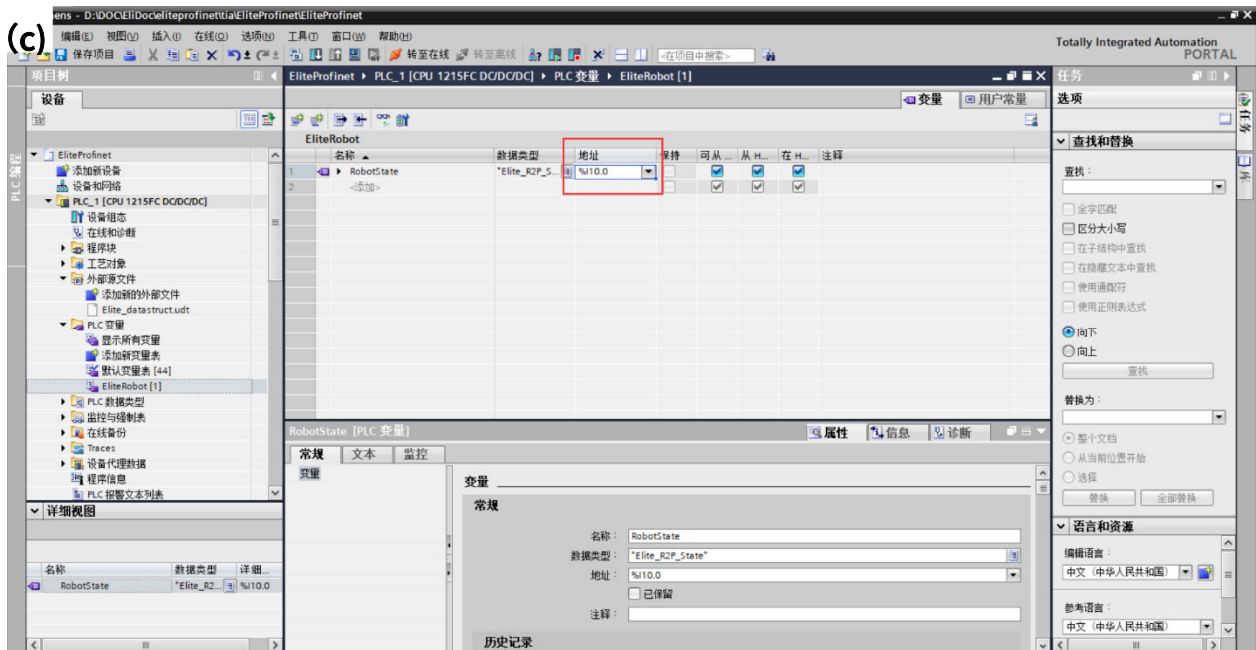 (c)
ens - D:\DOC\EliDoc\eliteprofinet\tia\EliteProfinet\EliteProfinet
编辑(E) 视图(V) 插入(I) 在线(O) 选项(N) 工具(T) 窗口(W) 帮助(H)
保存项目 转至在线 转至离线 <在项目中搜索>
Totally Integrated Automation
PORTAL
项目树
设备
PLC 编程
EliteProfinet
添加新设备
设备和网络
PLC_1 [CPU 1215FC DC/DC/DC]
设备组态
在线和诊断
程序块
工艺对象
外部源文件
添加新的外部文件
Elite_datastruct.udt
PLC 变量
显示所有变量
添加新变量表
默认变量表 [44]
EliteRobot [1]
PLC 数据类型
监控与强制表
在线备份
Traces
设备代理数据
程序信息
PLC 报警文本列表
详细视图
名称 数据类型 详细...
RobotState "Elite_R2... %I10.0
EliteProfinet PLC_1 [CPU 1215FC DC/DC/DC] PLC 变量 EliteRobot [1]
变量 用户常量
EliteRobot
名称 数据类型 地址 保持 可从 ... 从 H... 在 H... 注释
1 RobotState "Elite_R2P_S... %I10.0
2 <添加>
RobotState [PLC 变量]
属性 信息 诊断
常规 文本 监控
变量
变量
常规
名称: RobotState
数据类型: "Elite_R2P_State"
地址: %I10.0
已保留
注释:
历史记录
任务
选项
查找和替换
查找:
全字匹配
区分大小写
在子结构中查找
在隐藏文本中查找
使用通配符
使用正则表达式
向下
向上
查找
替换为:
整个文档
从当前位置开始
选择
替换 全部替换
语言和资源
编辑语言:
中文(中华人民共和国)
参考语言:
中文(中华人民共和国)
任务
库